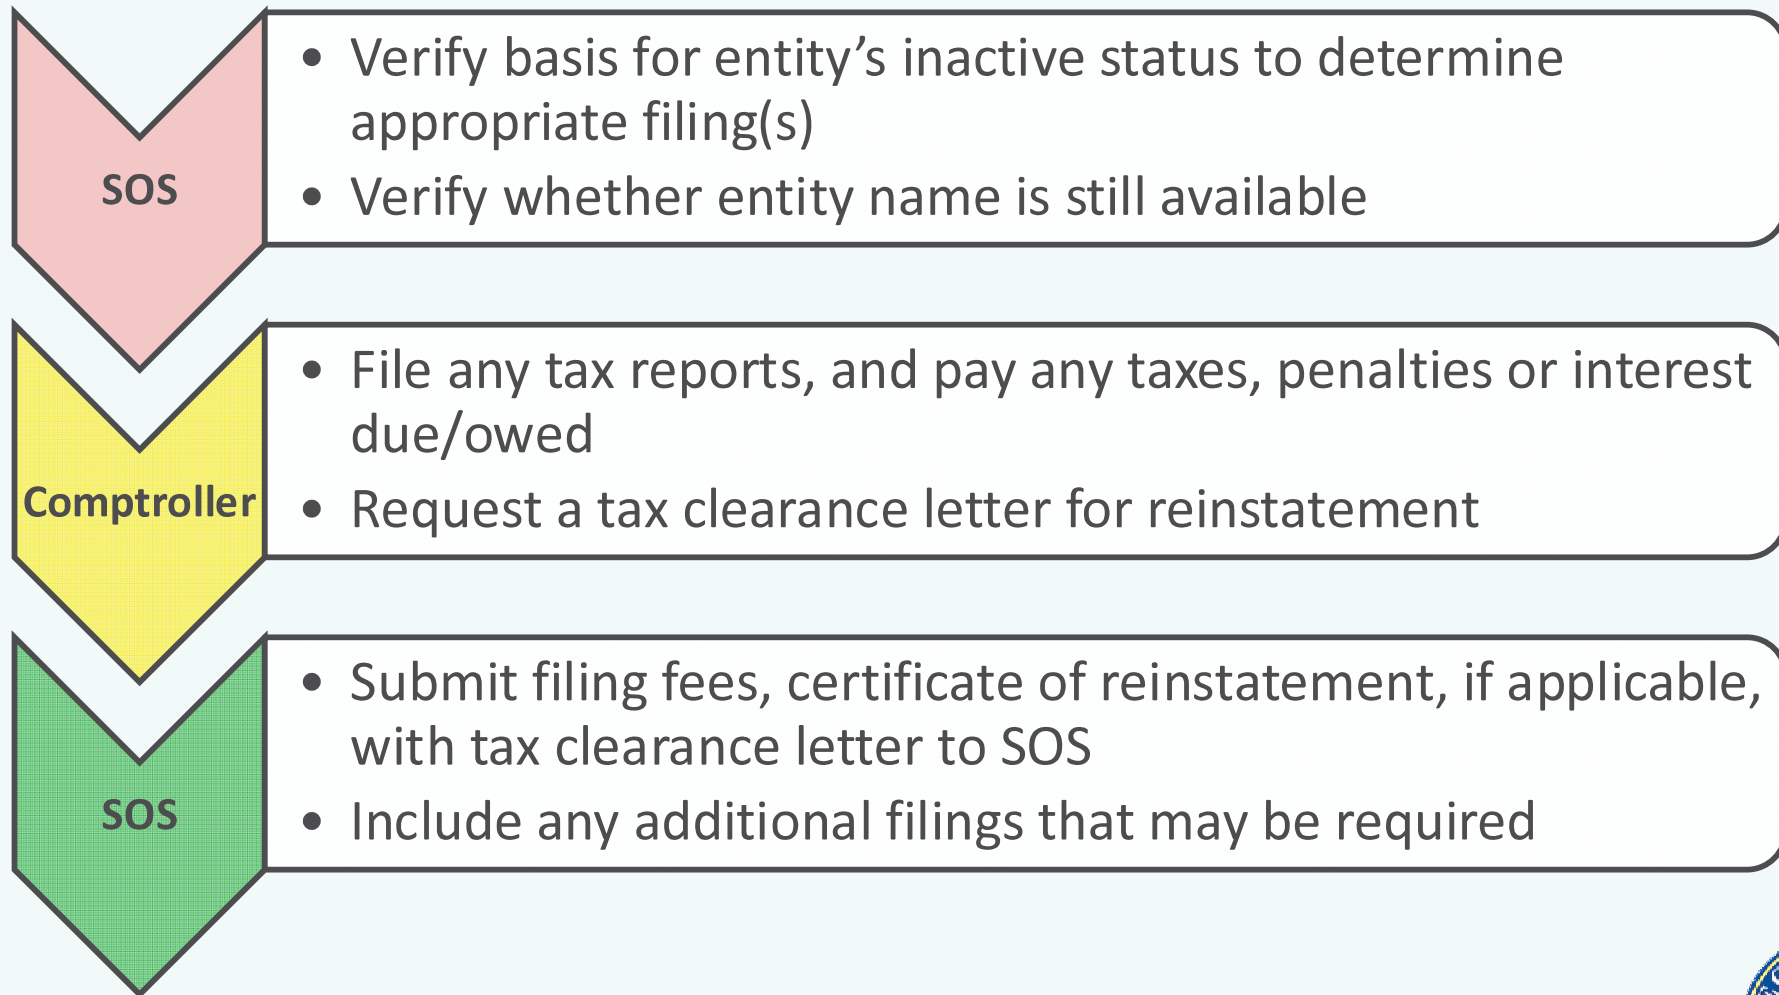 SOS
• Verify basis for entity’s inactive status to determine
appropriate filing(s)
• Verify whether entity name is still available
Comptroller
• File any tax reports, and pay any taxes, penalties or interest
due/owed
• Request a tax clearance letter for reinstatement
SOS
• Submit filing fees, certificate of reinstatement, if applicable,
with tax clearance letter to SOS
• Include any additional filings that may be required